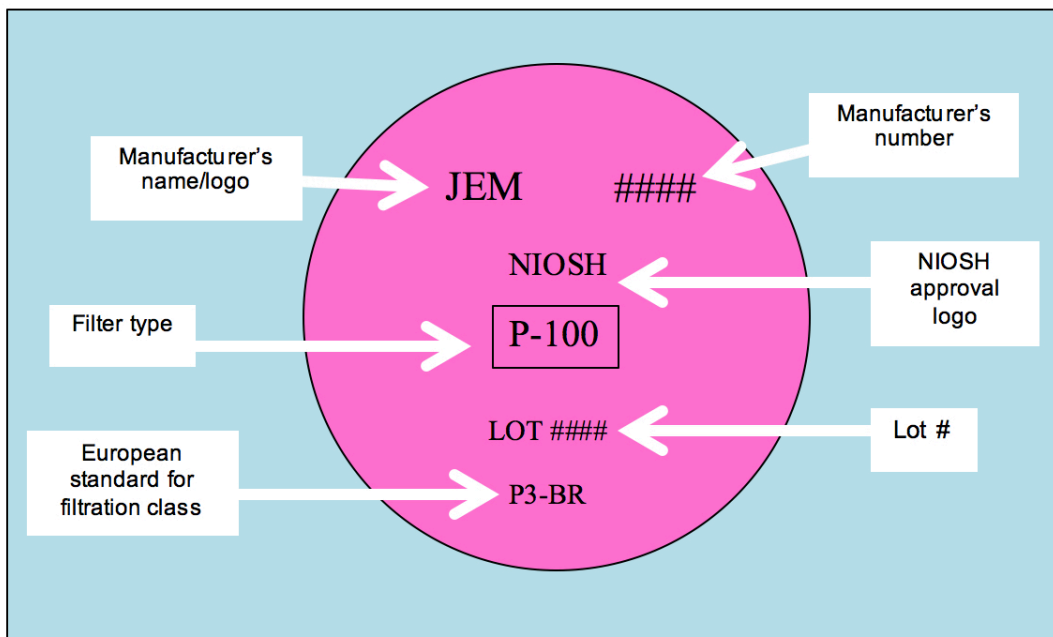 Manufacturer's
number
Manufacturer's
name/logo
JEM
####
NIOSH
NIOSH
approval
logo
Filter type
P-100
LOT ####
Lot #
European
standard for
filtration class
P3-BR